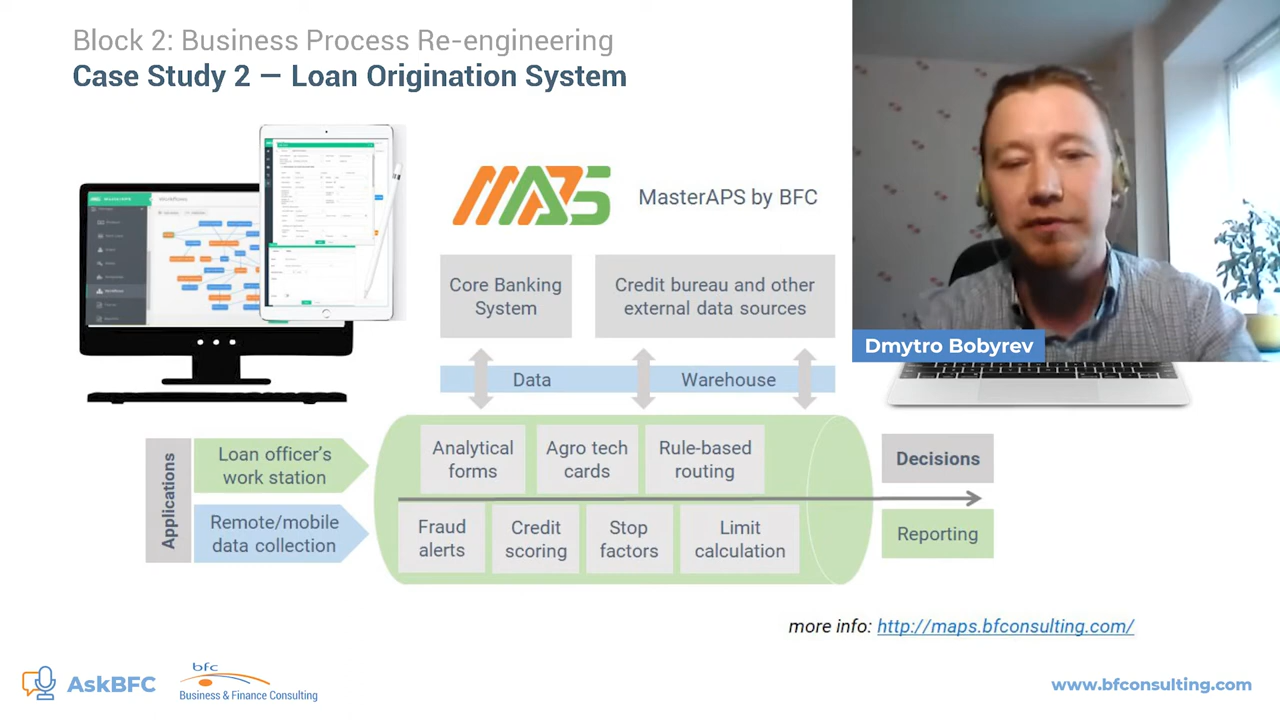 Block 2: Business Process Re-engineering
Case Study 2 — Loan Origination System
Workflows
MAPS
MasterAPS by BFC
Core Banking
System
Credit bureau and other
external data sources
Dmytro Bobyrev
Data Warehouse
Applications
Loan officer's
work station
Remote/mobile
data collection
Analytical
forms
Agro tech
cards
Rule-based
routing
Fraud
alerts
Credit
scoring
Stop
factors
Limit
calculation
Decisions
Reporting
more info: http://maps.bfconsulting.com/
AskBFC
bfc
Business & Finance Consulting
www.bfconsulting.com